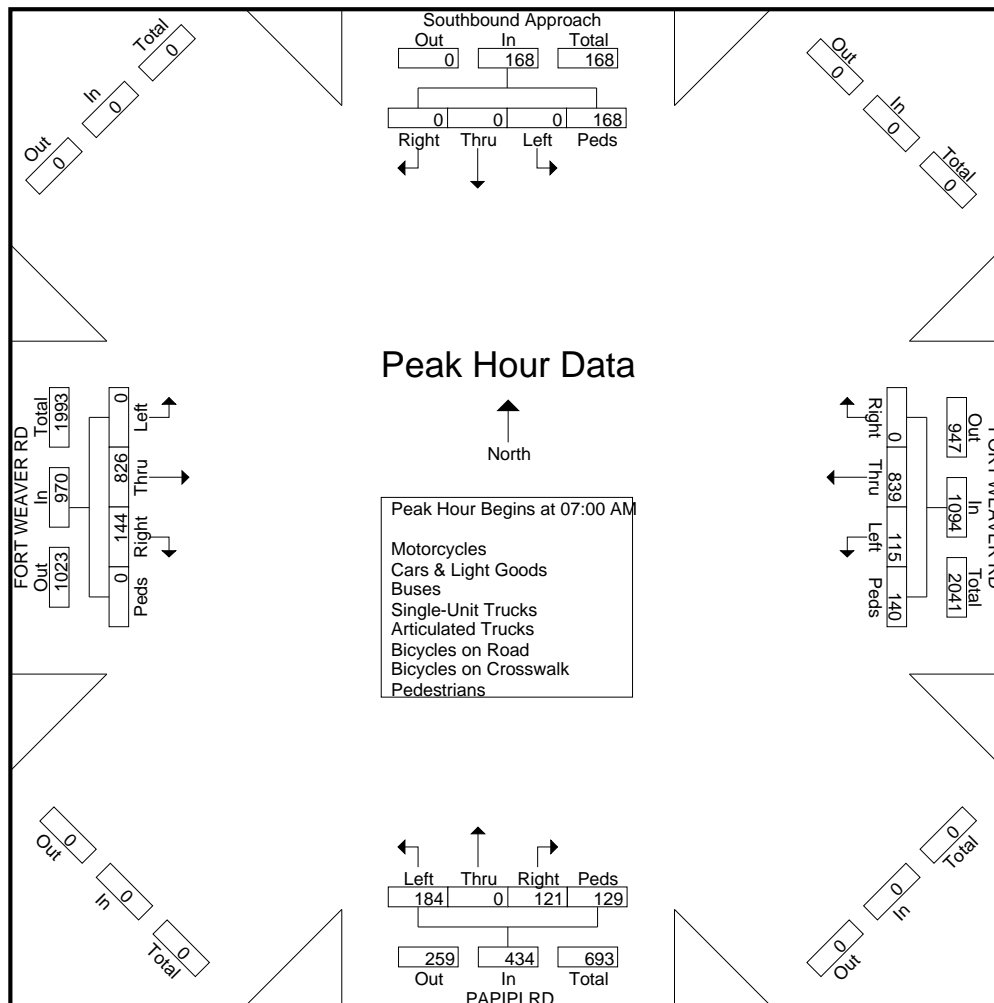 Southbound Approach
Out In Total
0 168 168
0 0 0 168
Right Thru Left Peds
Total
0
In
0
Out
0
Out
0
In
0
Total
0
Peak Hour Data
North
FORT WEAVER RD
Total In Out
1993 970 1023
0 826 144 0
Left Thru Right Peds
Right Thru Left Peds
0 839 115 140
Out In Total
947 1094 2041
FORT WEAVER RD
Peak Hour Begins at 07:00 AM
Motorcycles
Cars & Light Goods
Buses
Single-Unit Trucks
Articulated Trucks
Bicycles on Road
Bicycles on Crosswalk
Pedestrians
0
Out
0
In
0
Total
0
Total
0
In
0
Out
Left Thru Right Peds
184 0 121 129
259 434 693
Out In Total
PAPIPI RD